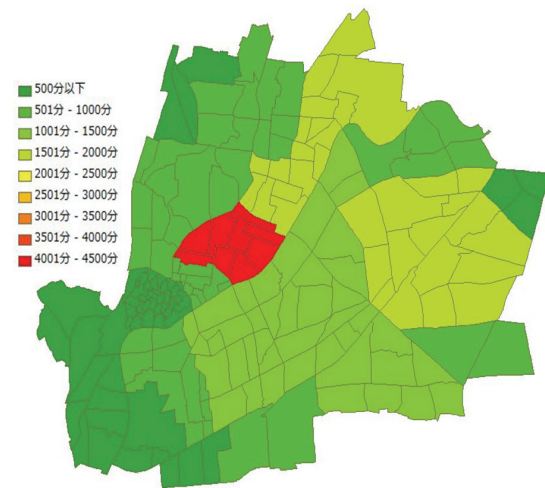 500分以下
501分 - 1000分
1001分 - 1500分
1501分 - 2000分
2001分 - 2500分
2501分 - 3000分
3001分 - 3500分
3501分 - 4000分
4001分 - 4500分